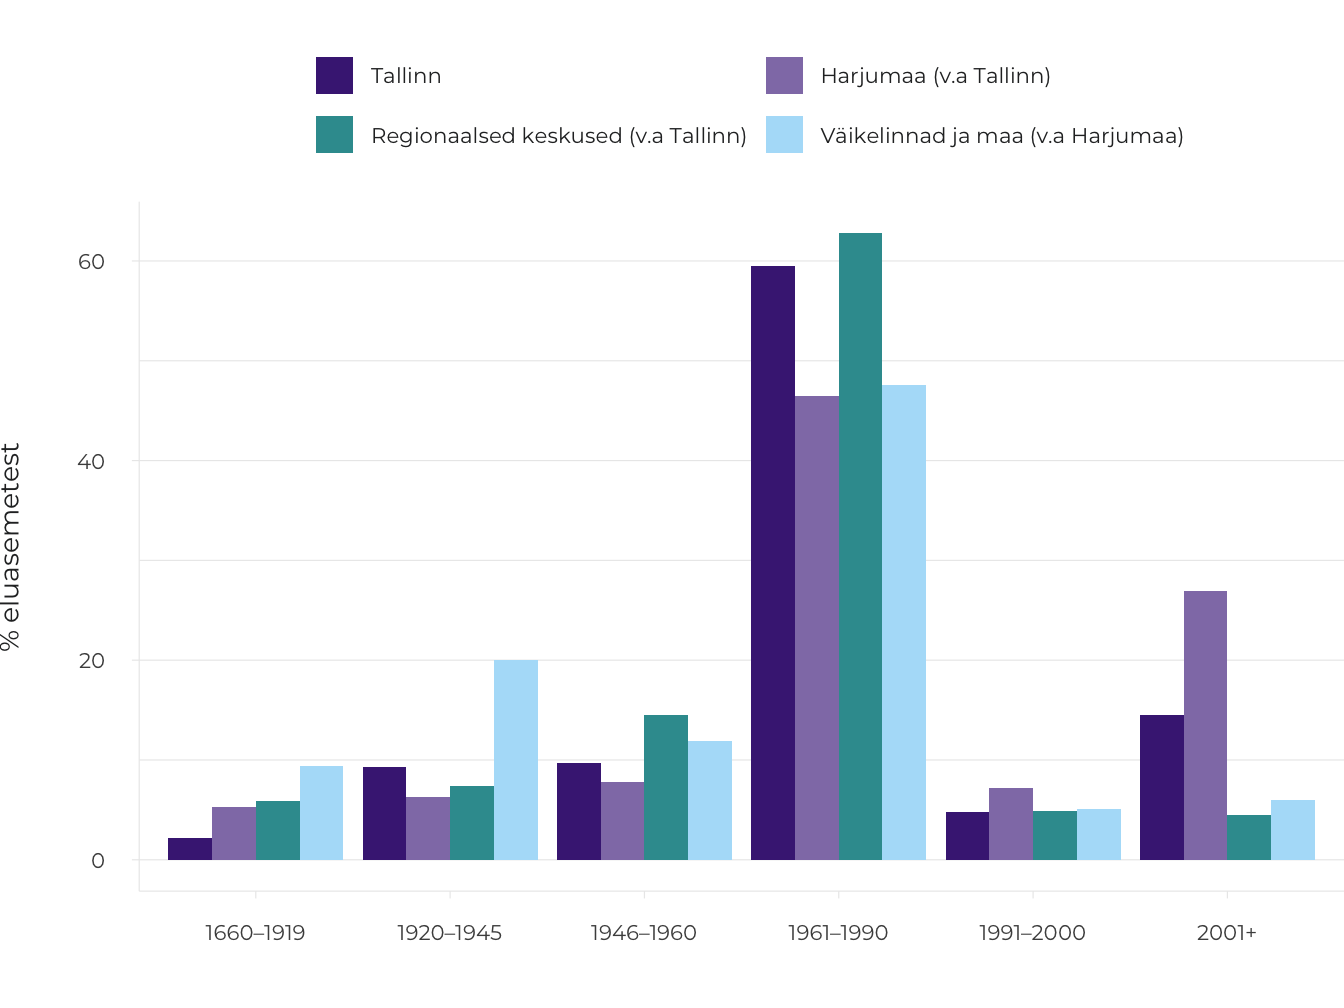 Tallinn
Harjumaa (v.a Tallinn)
Regionaalsed keskused (v.a Tallinn)
Väikelinnad ja maa (v.a Harjumaa)
% eluasemetest
60
40
20
0
1660–1919
1920–1945
1946–1960
1961–1990
1991–2000
2001+